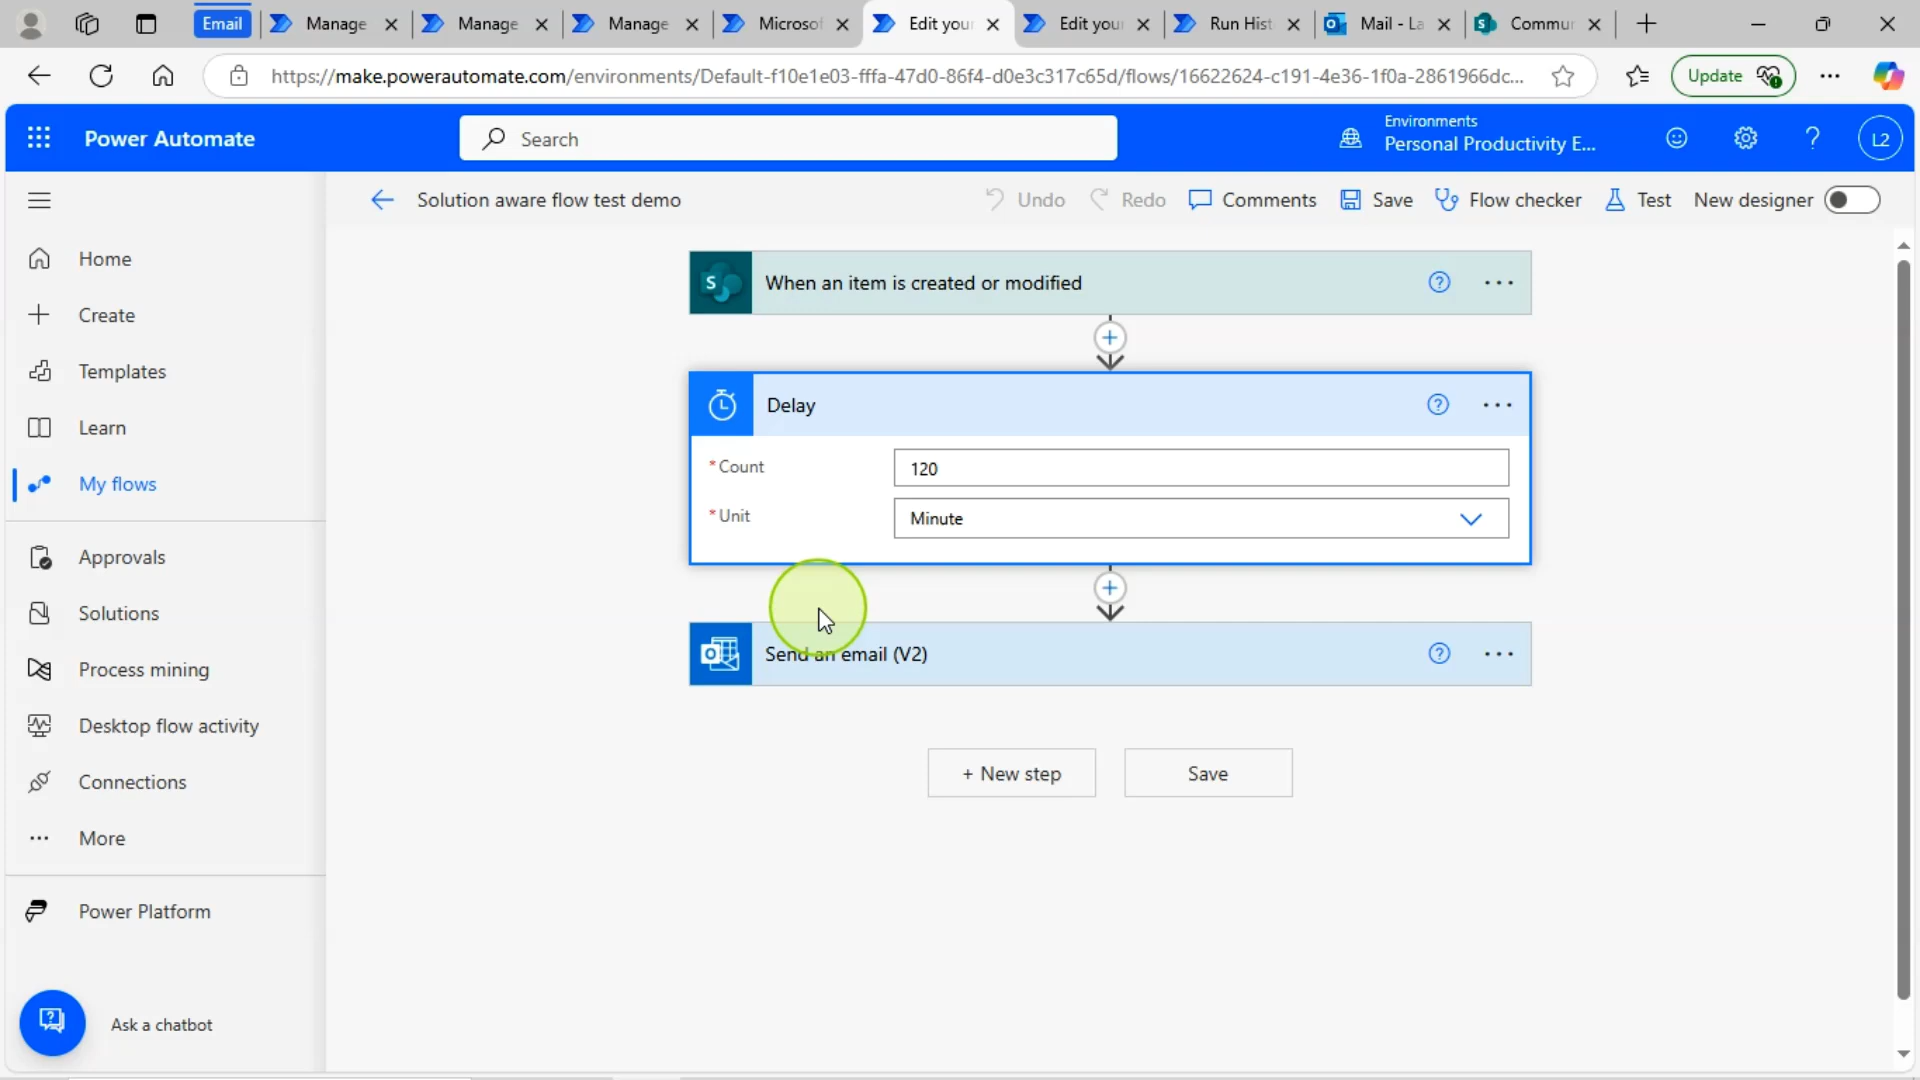 Email
Manage
Manage
Manage
Microsof
Edit your
Edit you
Run Hist
Mail - La
Commun
https://make.powerautomate.com/environments/Default-f10e1e03-fffa-47d0-86f4-d0e3c317c65d/flows/16622624-c191-4e36-1f0a-2861966dc...
Update
Power Automate
Search
Environments
Personal Productivity E...
L2
Solution aware flow test demo
Undo
Redo
Comments
Save
Flow checker
Test
New designer
Home
Create
Templates
Learn
My flows
Approvals
Solutions
Process mining
Desktop flow activity
Connections
More
Power Platform
Ask a chatbot
When an item is created or modified
Delay
* Count
120
* Unit
Minute
Send an email (V2)
+ New step
Save